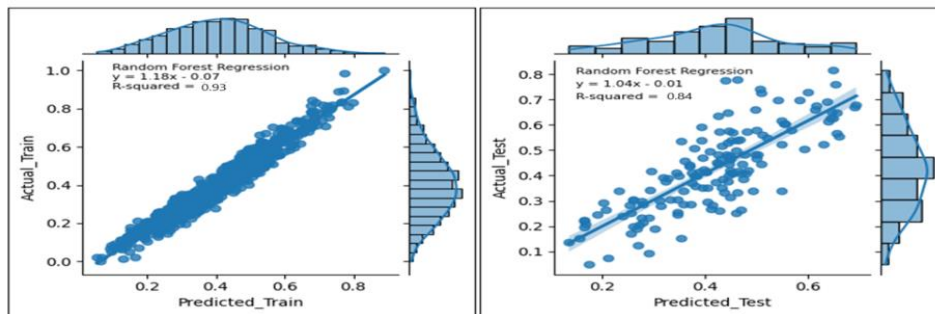 Random Forest Regression
y = 1.18x - 0.07
R-squared = 0.93
1.0
0.8
0.6
0.4
0.2
0.0
Actual_Train
0.2 0.4 0.6 0.8
Predicted_Train
Random Forest Regression
y = 1.04x - 0.01
R-squared = 0.84
0.8
0.7
0.6
0.5
0.4
0.3
0.2
0.1
Actual_Test
0.2 0.4 0.6
Predicted_Test